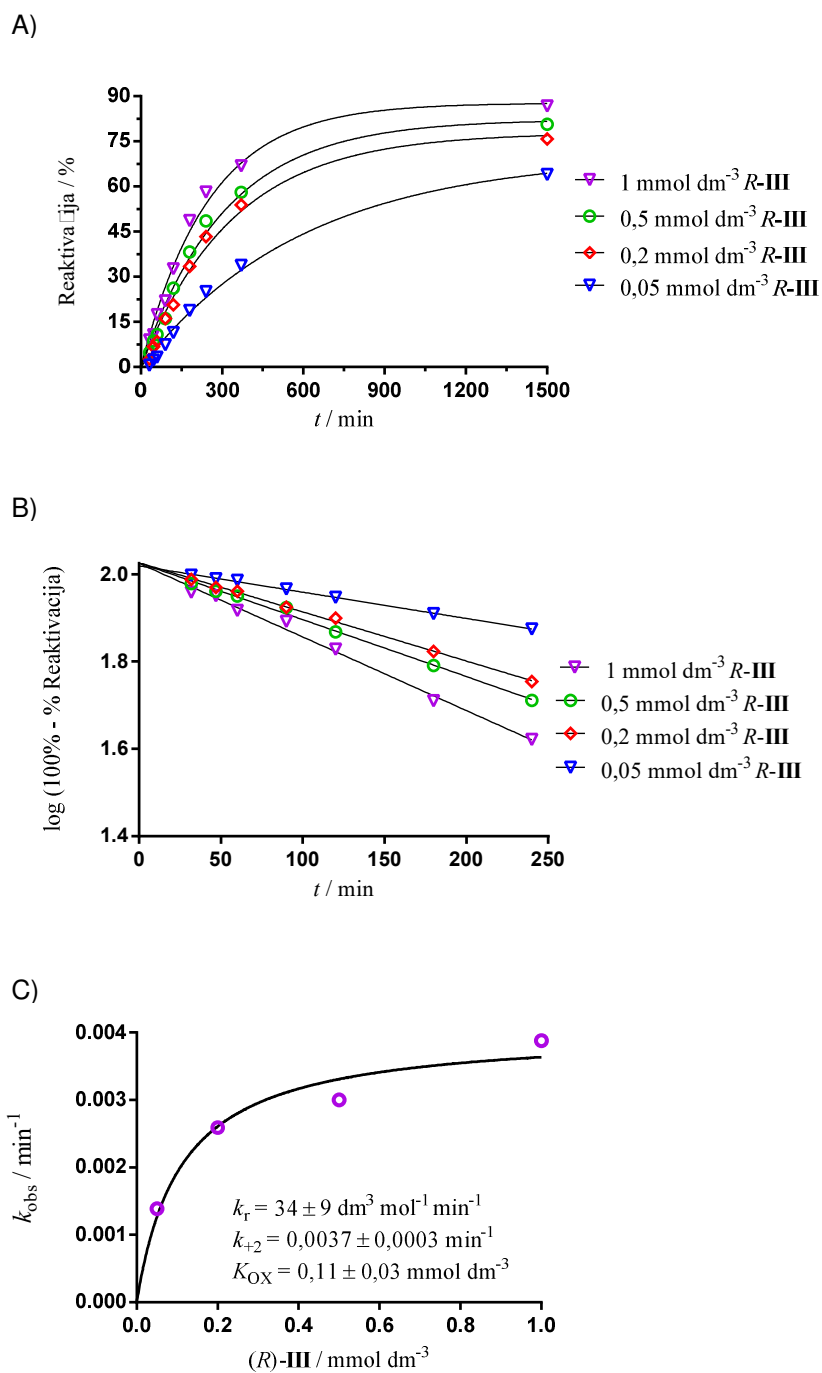 A)
90
75
60
45
30
15
0
Reaktiva□ija / %
0 300 600 900 1200 1500
t / min
1 mmol dm⁻³ R-III
0,5 mmol dm⁻³ R-III
0,2 mmol dm⁻³ R-III
0,05 mmol dm⁻³ R-III
B)
2.0
1.8
1.6
1.4
log (100% - % Reaktivacija)
0 50 100 150 200 250
t / min
1 mmol dm⁻³ R-III
0,5 mmol dm⁻³ R-III
0,2 mmol dm⁻³ R-III
0,05 mmol dm⁻³ R-III
C)
0.004
0.003
0.002
0.001
0.000
k_obs / min⁻¹
k_r = 34 ± 9 dm³ mol⁻¹ min⁻¹
k_+2 = 0,0037 ± 0,0003 min⁻¹
K_OX = 0,11 ± 0,03 mmol dm⁻³
0.0 0.2 0.4 0.6 0.8 1.0
(R)-III / mmol dm⁻³